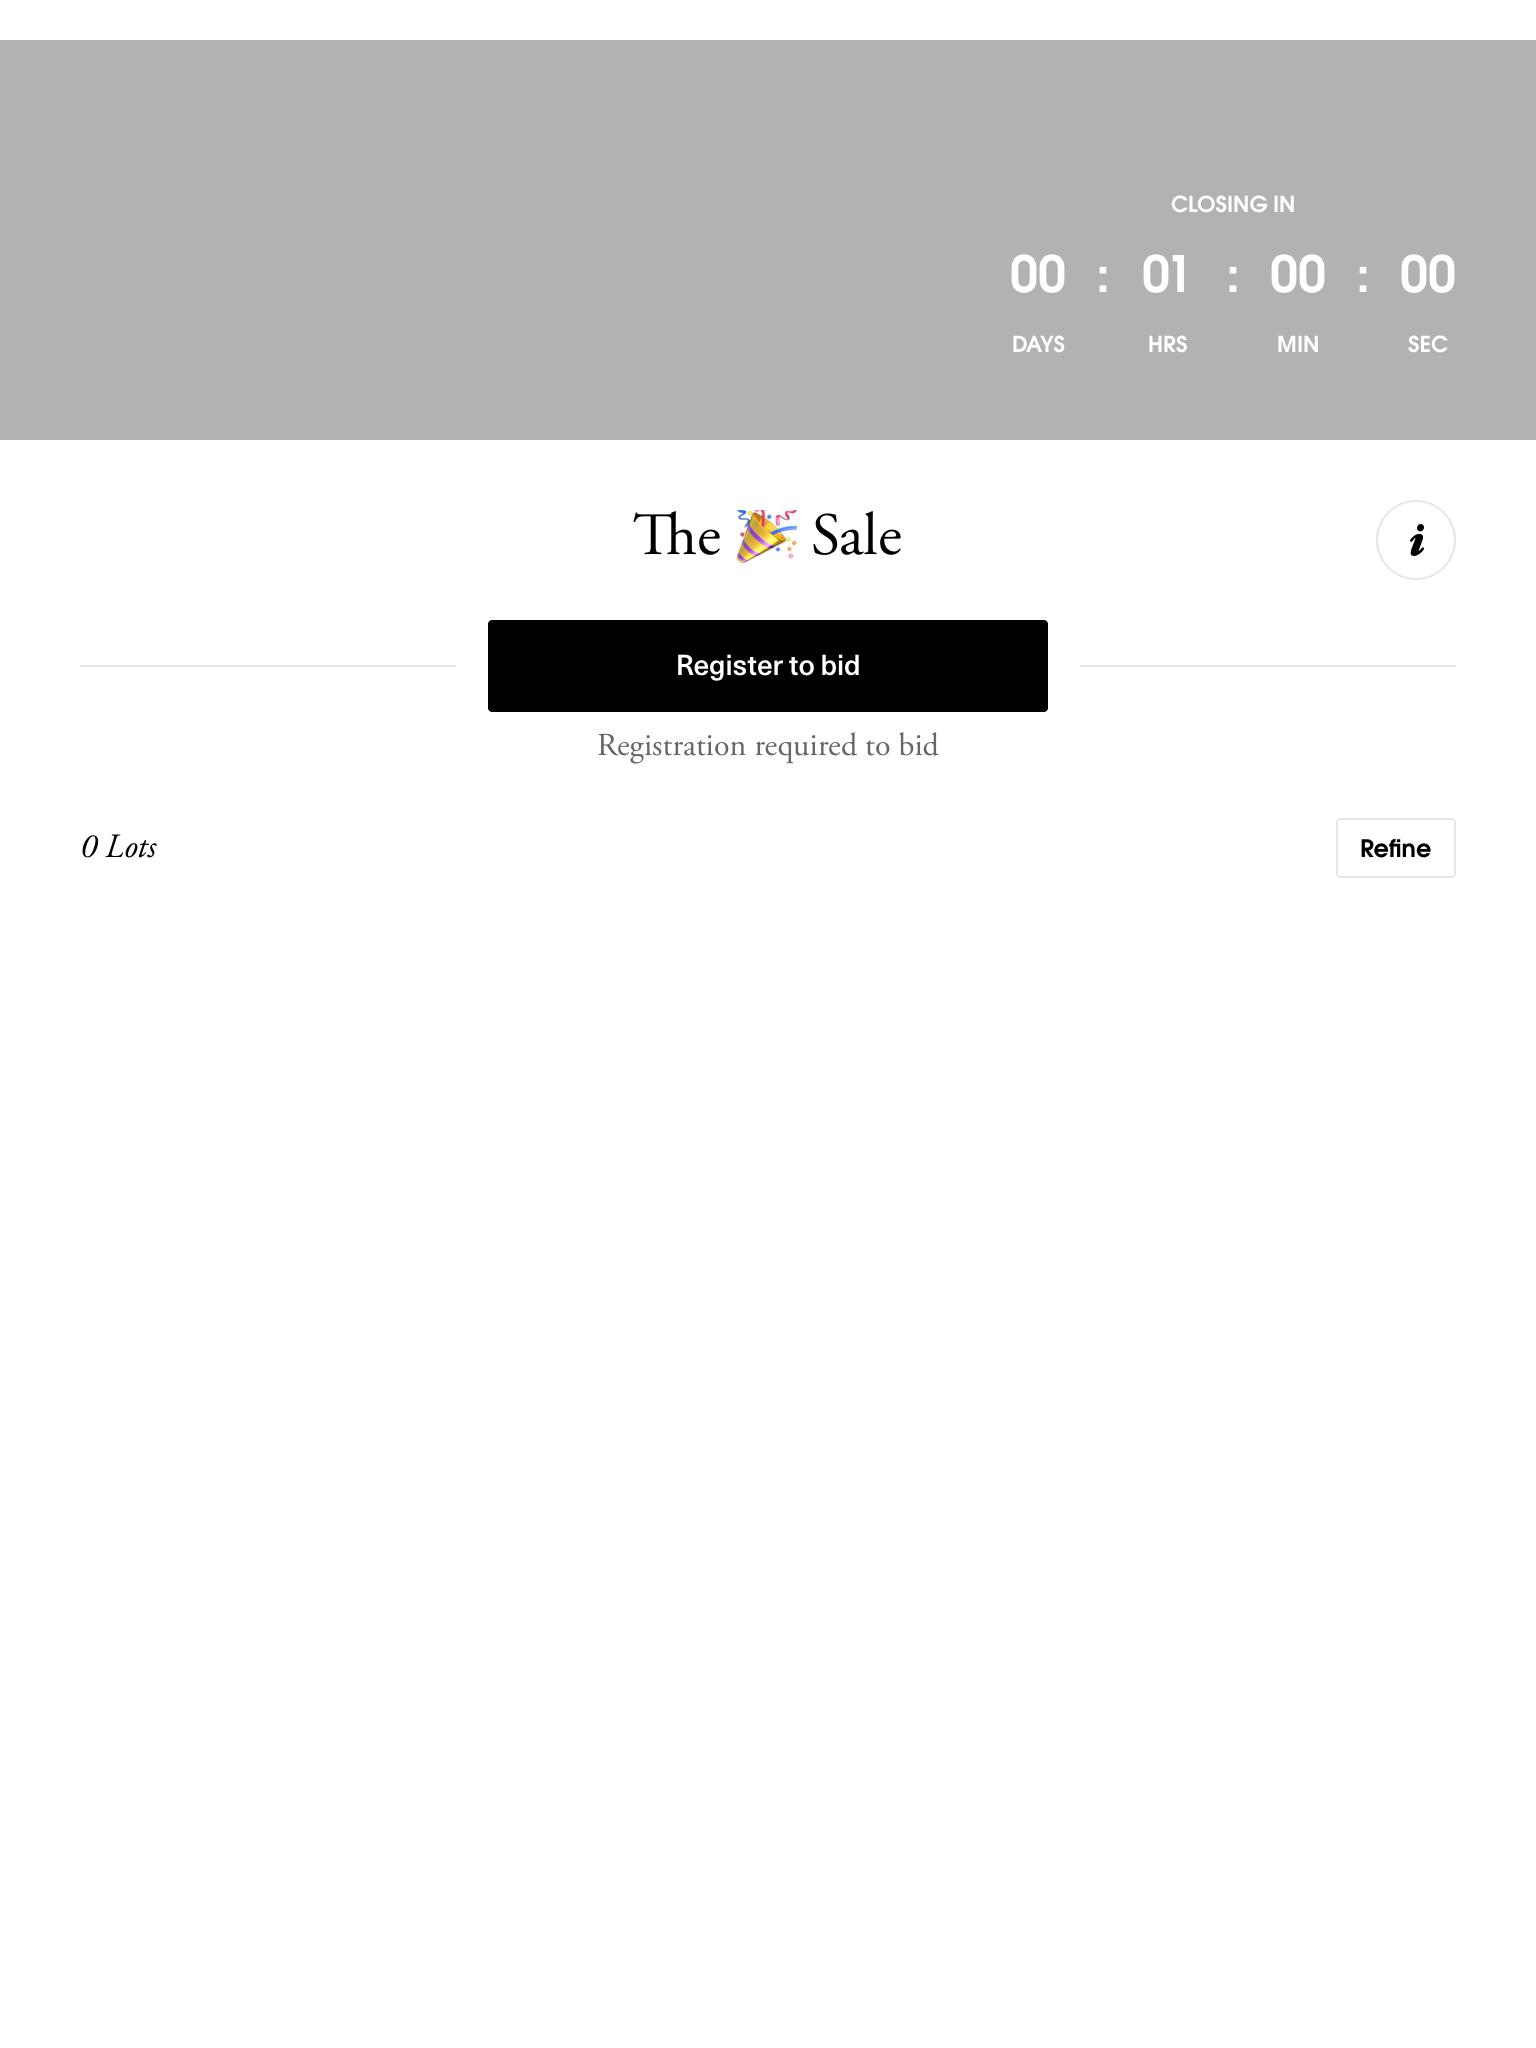 CLOSING IN
00 : 01 : 00 : 00
DAYS HRS MIN SEC
The 🎉 Sale
i
Register to bid
Registration required to bid
0 Lots
Refine